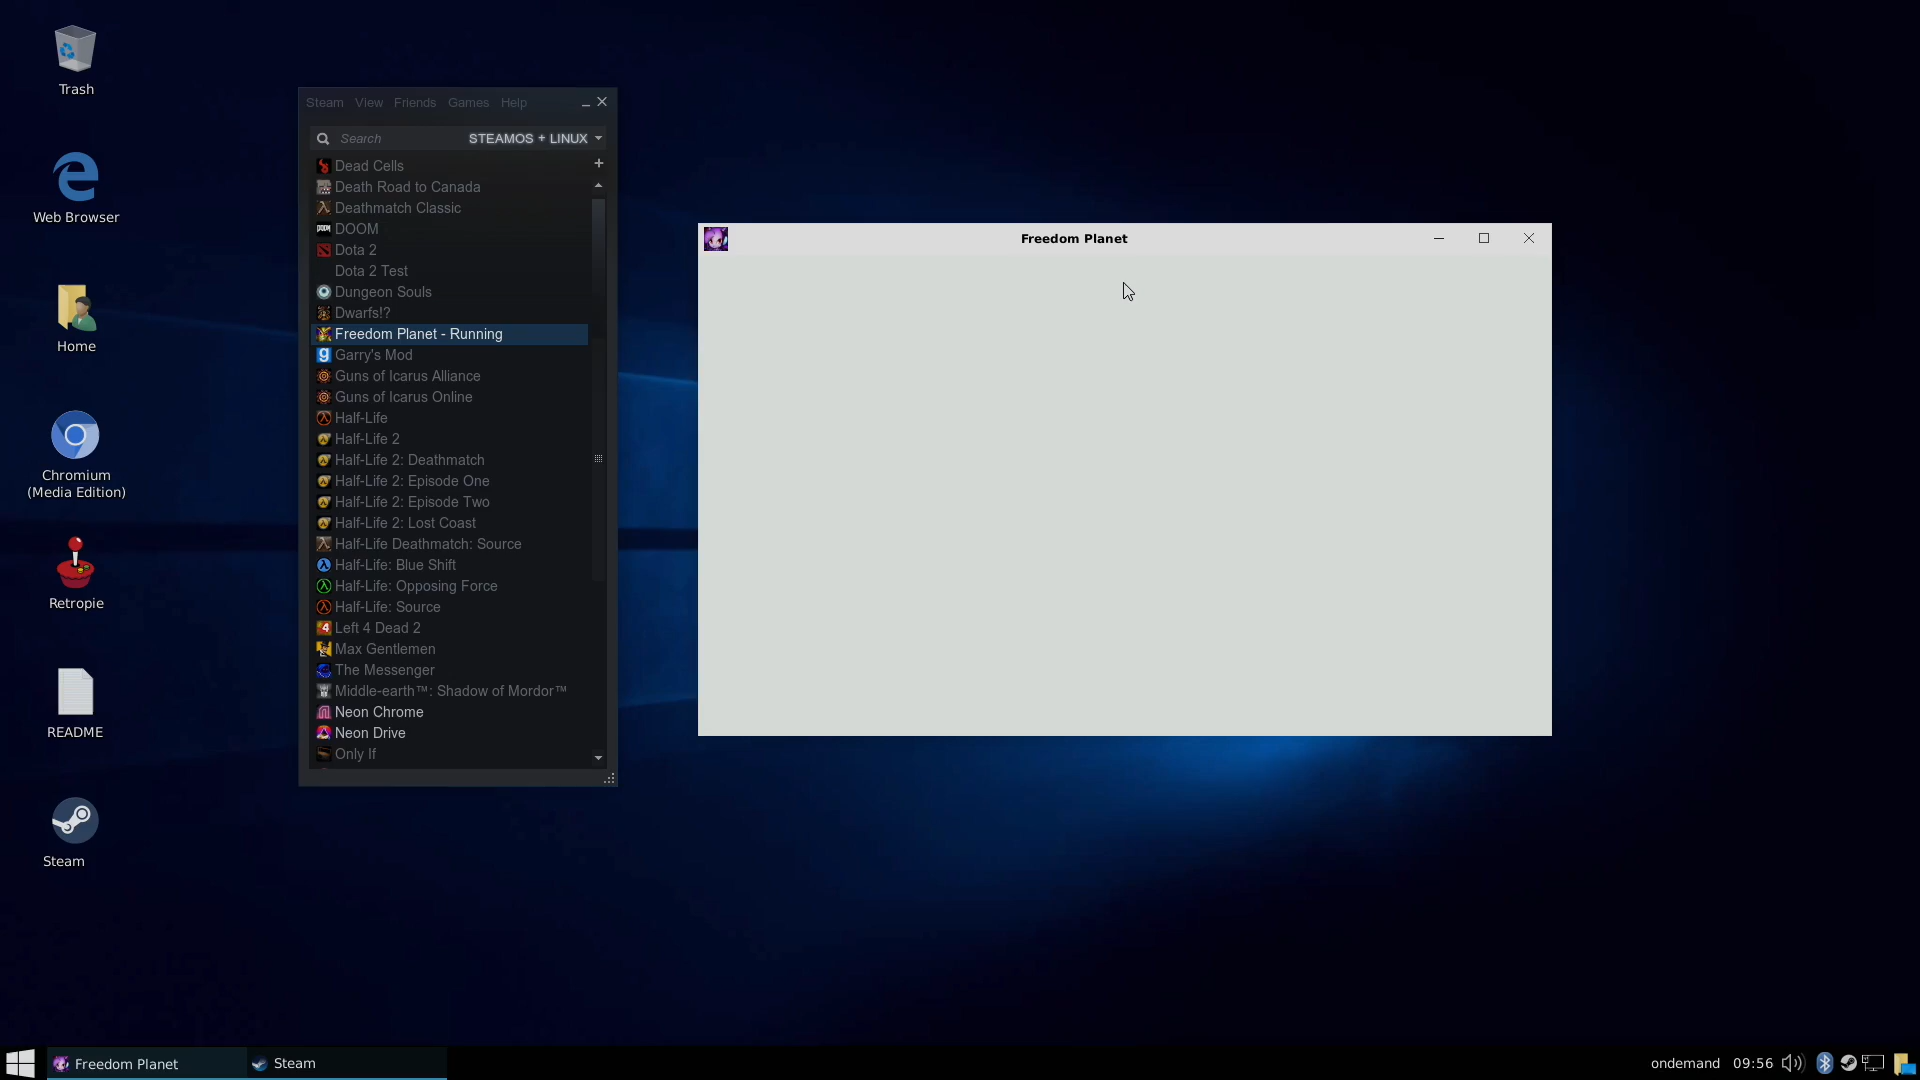 Trash
Web Browser
Home
Chromium
(Media Edition)
Retropie
README
Steam
Steam View Friends Games Help
Search STEAMOS + LINUX
Dead Cells
Death Road to Canada
Deathmatch Classic
DOOM
Dota 2
Dota 2 Test
Dungeon Souls
Dwarfs!?
Freedom Planet - Running
Garry's Mod
Guns of Icarus Alliance
Guns of Icarus Online
Half-Life
Half-Life 2
Half-Life 2: Deathmatch
Half-Life 2: Episode One
Half-Life 2: Episode Two
Half-Life 2: Lost Coast
Half-Life Deathmatch: Source
Half-Life: Blue Shift
Half-Life: Opposing Force
Half-Life: Source
Left 4 Dead 2
Max Gentlemen
The Messenger
Middle-earth™: Shadow of Mordor™
Neon Chrome
Neon Drive
Only If
Freedom Planet
Freedom Planet
Steam
ondemand 09:56